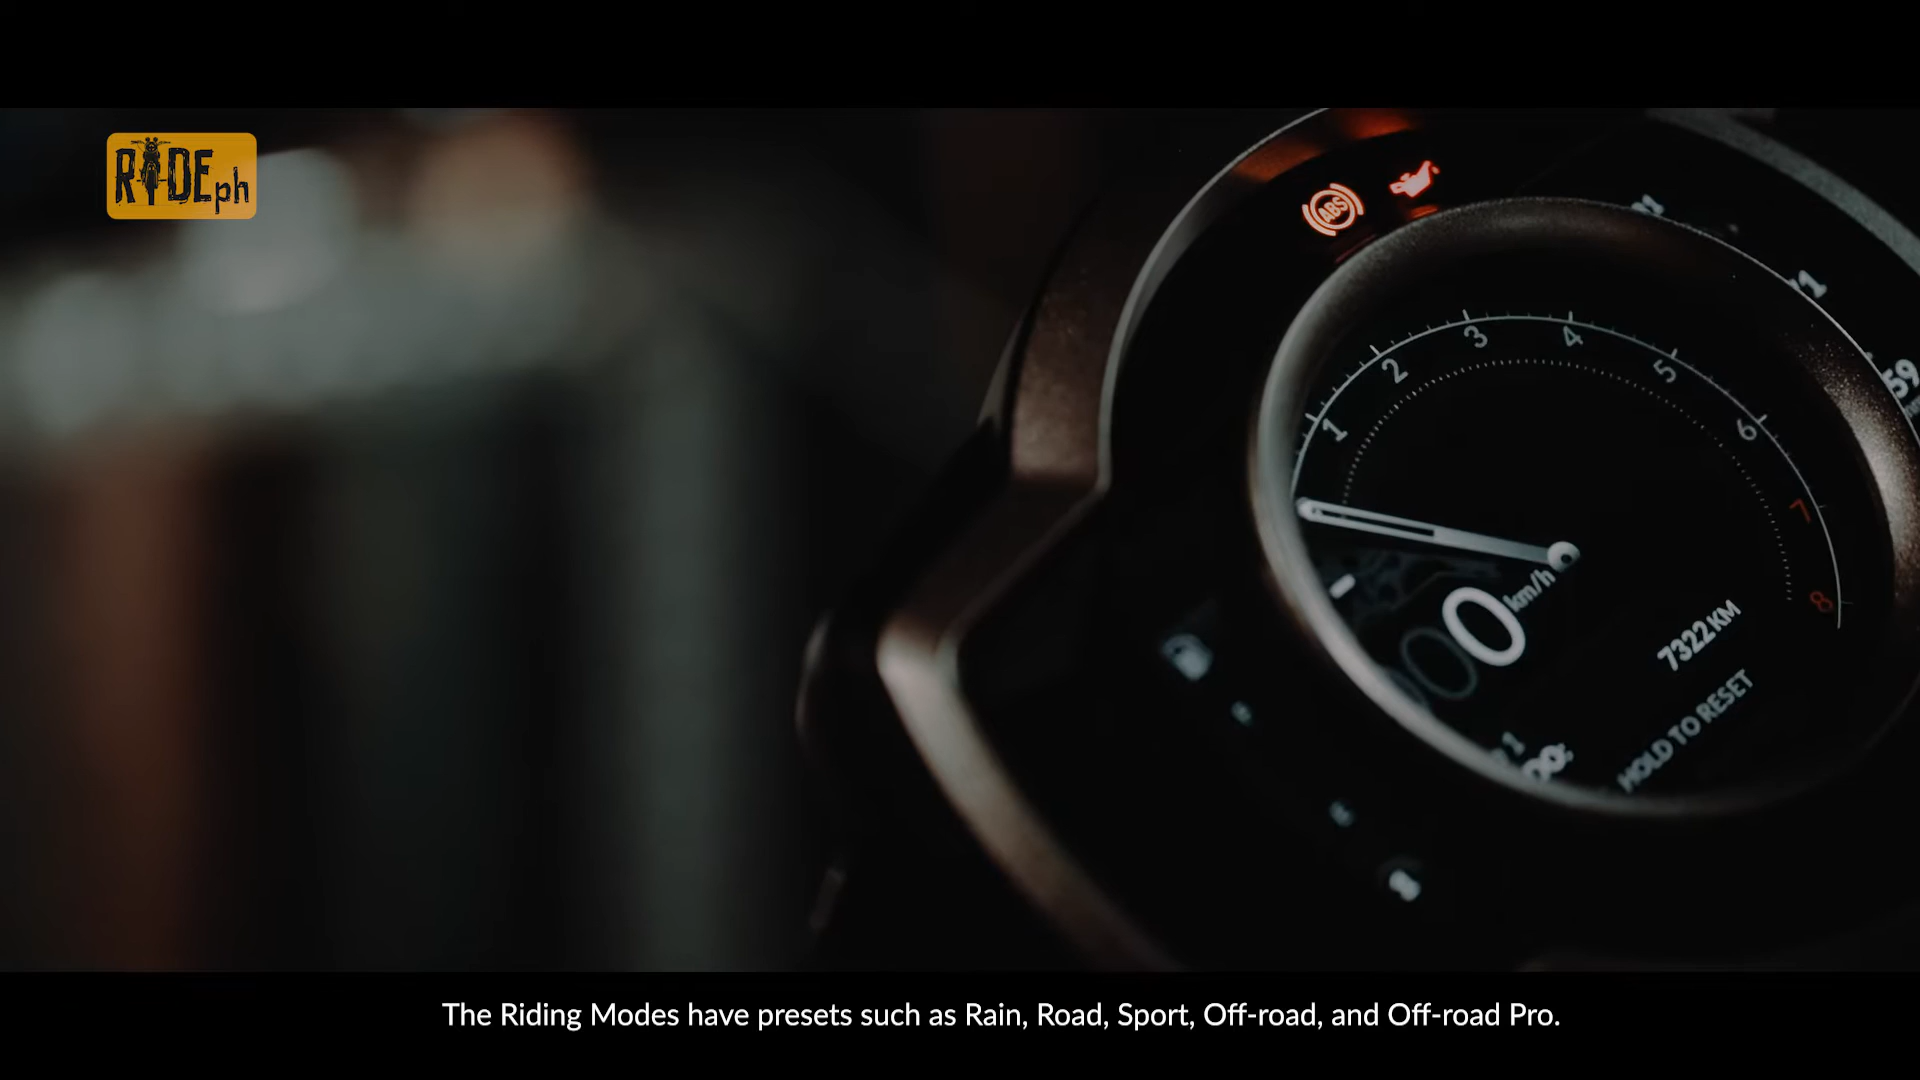 RIDEph
ABS
1
2
3
4
5
6
7
8
59
0 km/h
7322 KM
HOLD TO RESET
The Riding Modes have presets such as Rain, Road, Sport, Off-road, and Off-road Pro.